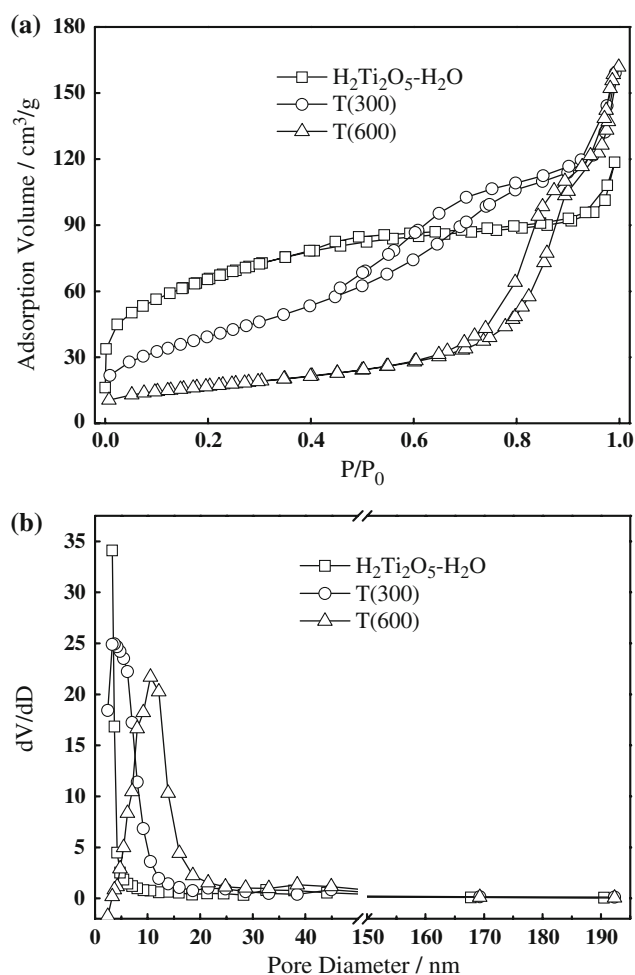 (a)
180
150
120
90
60
30
0
Adsorption Volume / cm³/g
H₂Ti₂O₅-H₂O
T(300)
T(600)
0.0 0.2 0.4 0.6 0.8 1.0
P/P₀
(b)
35
30
25
20
15
10
5
0
dV/dD
H₂Ti₂O₅-H₂O
T(300)
T(600)
0 10 20 30 40 150 170 180 190
Pore Diameter / nm